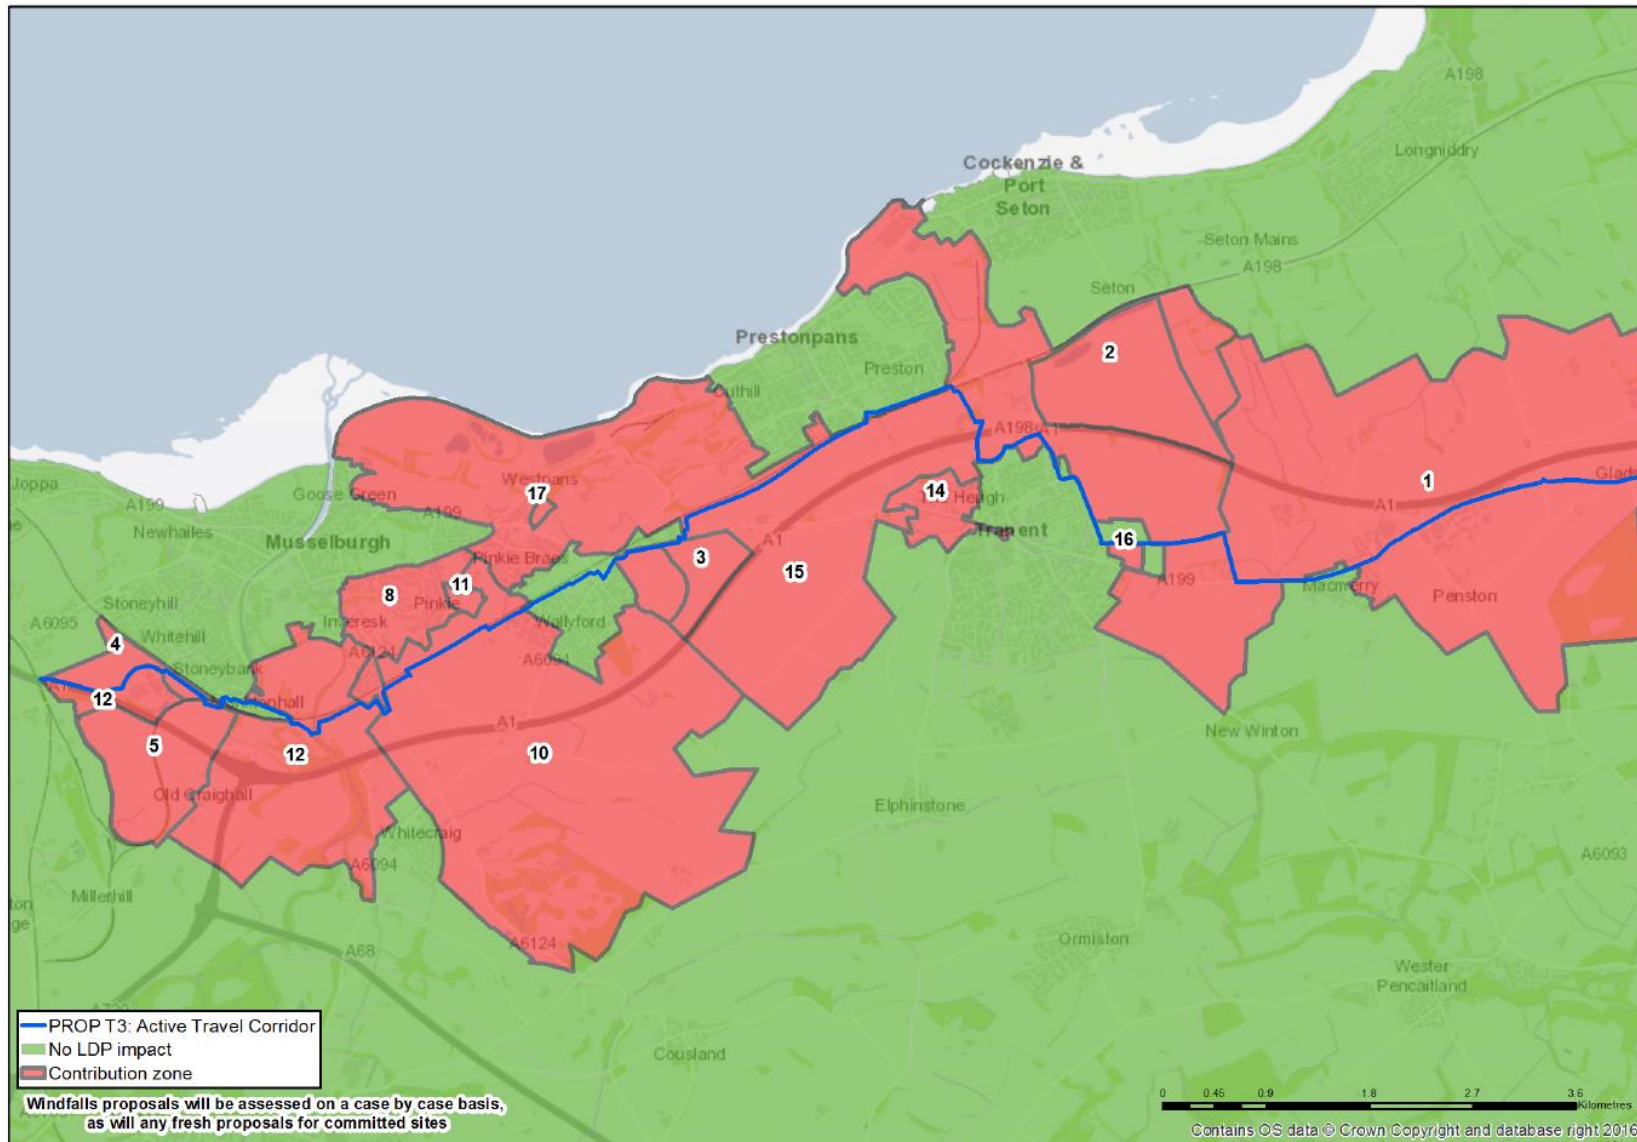 A198
Longniddry
Cockenzie &
Port
Seton
Seton Mains
A198
Seton
2
Prestonpans
Preston
Cuthill
A198
A1
1
Westpans
17
14
Tranent
A1
Joppa
Goose Green
A199
A199
Newhailes
Musselburgh
Pinkie Braes
3
A1
15
16
A199
Macmerry
Penston
8
11
Pinkie
Inveresk
Wallyford
Stoneyhill
A6095
Whitehill
4
Stoneybank
A6124
A6094
12
5
12
A1
10
New Winton
Old Craighall
Elphinstone
Whitecraig
A6094
A6093
Millerhill
A68
A6124
Ormiston
Wester
Pencaitland
Cousland
PROP T3: Active Travel Corridor
No LDP impact
Contribution zone
Windfalls proposals will be assessed on a case by case basis,
as will any fresh proposals for committed sites
0 0.45 0.9 1.8 2.7 3.6
Kilometres
Contains OS data © Crown Copyright and database right 2016